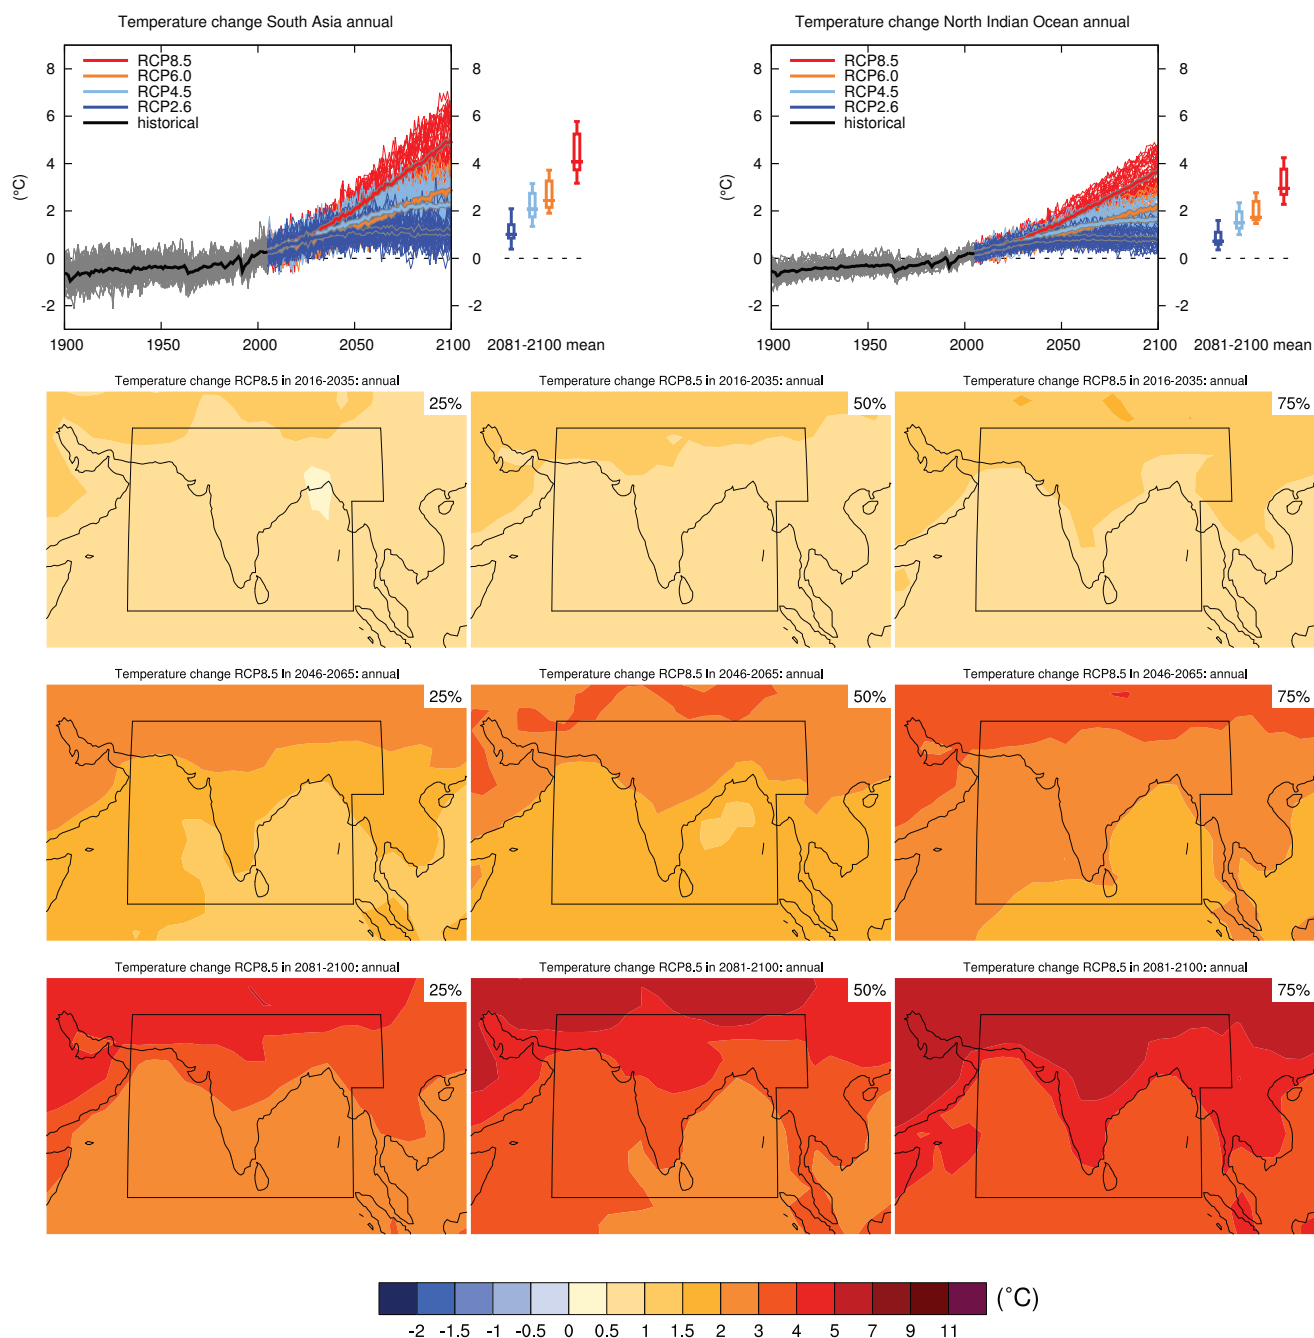 Temperature change South Asia annual
Temperature change North Indian Ocean annual
8
6
4
2
0
-2
(°C)
RCP8.5
RCP6.0
RCP4.5
RCP2.6
historical
8
6
4
2
0
-2
1900 1950 2000 2050 2100 2081-2100 mean
8
6
4
2
0
-2
(°C)
RCP8.5
RCP6.0
RCP4.5
RCP2.6
historical
8
6
4
2
0
-2
1900 1950 2000 2050 2100 2081-2100 mean
Temperature change RCP8.5 in 2016-2035: annual
25%
Temperature change RCP8.5 in 2016-2035: annual
50%
Temperature change RCP8.5 in 2016-2035: annual
75%
Temperature change RCP8.5 in 2046-2065: annual
25%
Temperature change RCP8.5 in 2046-2065: annual
50%
Temperature change RCP8.5 in 2046-2065: annual
75%
Temperature change RCP8.5 in 2081-2100: annual
25%
Temperature change RCP8.5 in 2081-2100: annual
50%
Temperature change RCP8.5 in 2081-2100: annual
75%
(°C)
-2 -1.5 -1 -0.5 0 0.5 1 1.5 2 3 4 5 7 9 11